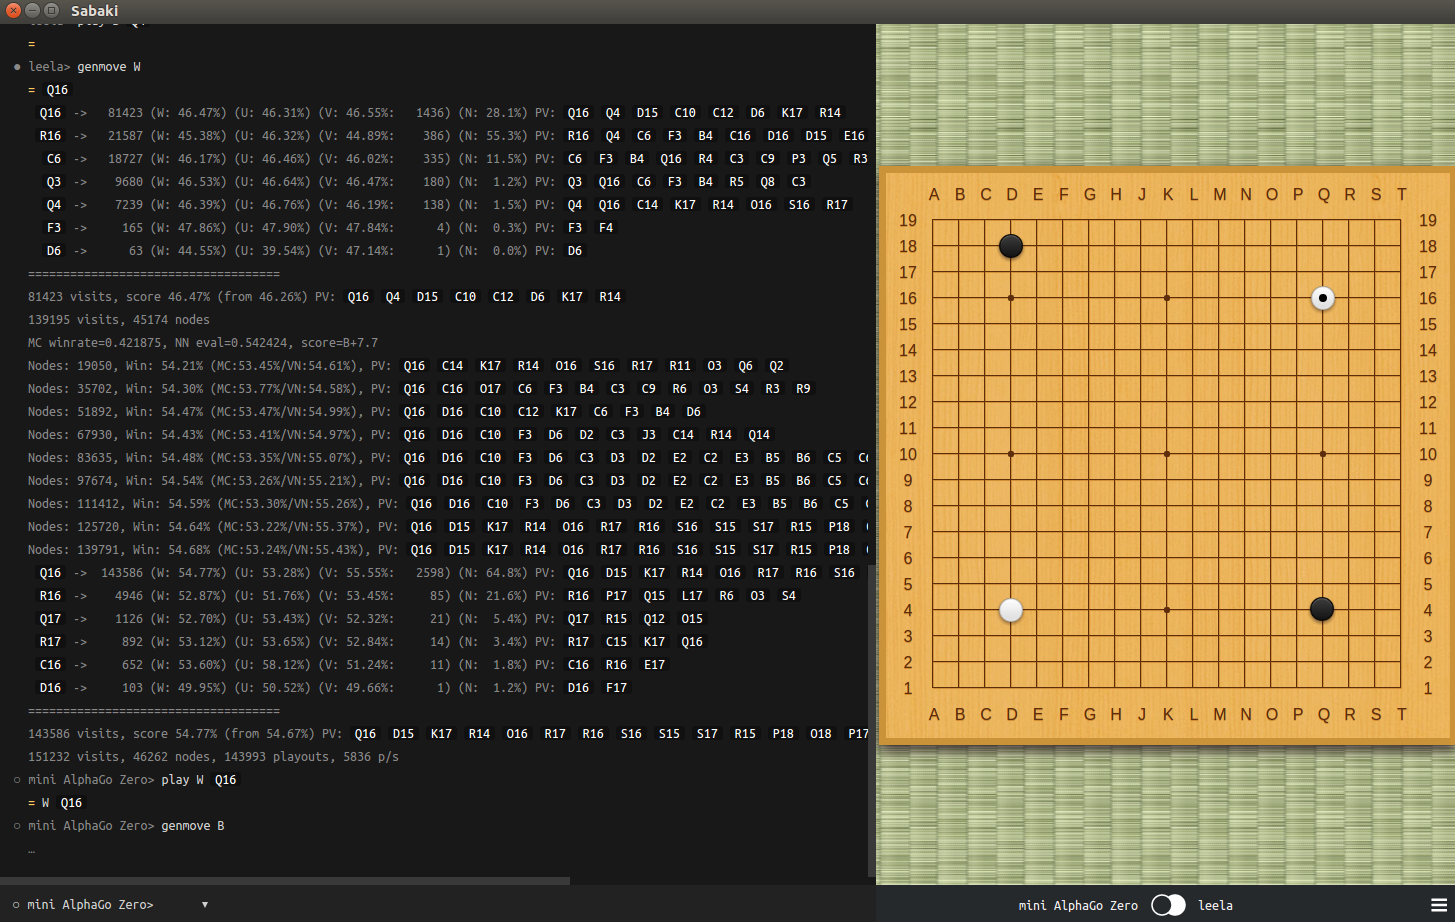 Sabaki
=
leela> genmove W
= Q16
Q16 -> 81423 (W: 46.47%) (U: 46.31%) (V: 46.55%: 1436) (N: 28.1%) PV: Q16 Q4 D15 C10 C12 D6 K17 R14
R16 -> 21587 (W: 45.38%) (U: 46.32%) (V: 44.89%: 386) (N: 55.3%) PV: R16 Q4 C6 F3 B4 C16 D16 D15 E16
C6 -> 18727 (W: 46.17%) (U: 46.46%) (V: 46.02%: 335) (N: 11.5%) PV: C6 F3 B4 Q16 R4 C3 C9 P3 Q5 R3
Q3 -> 9680 (W: 46.53%) (U: 46.64%) (V: 46.47%: 180) (N: 1.2%) PV: Q3 Q16 C6 F3 B4 R5 Q8 C3
Q4 -> 7239 (W: 46.39%) (U: 46.76%) (V: 46.19%: 138) (N: 1.5%) PV: Q4 Q16 C14 K17 R14 O16 S16 R17
F3 -> 165 (W: 47.86%) (U: 47.90%) (V: 47.84%: 4) (N: 0.3%) PV: F3 F4
D6 -> 63 (W: 44.55%) (U: 39.54%) (V: 47.14%: 1) (N: 0.0%) PV: D6
====================================
81423 visits, score 46.47% (from 46.26%) PV: Q16 Q4 D15 C10 C12 D6 K17 R14
139195 visits, 45174 nodes
MC winrate=0.421875, NN eval=0.542424, score=B+7.7
Nodes: 19050, Win: 54.21% (MC:53.45%/VN:54.61%), PV: Q16 C14 K17 R14 O16 S16 R17 R11 O3 Q6 Q2
Nodes: 35702, Win: 54.30% (MC:53.77%/VN:54.58%), PV: Q16 C16 O17 C6 F3 B4 C3 C9 R6 O3 S4 R3 R9
Nodes: 51892, Win: 54.47% (MC:53.47%/VN:54.99%), PV: Q16 D16 C10 C12 K17 C6 F3 B4 D6
Nodes: 67930, Win: 54.43% (MC:53.41%/VN:54.97%), PV: Q16 D16 C10 F3 D6 D2 C3 J3 C14 R14 Q14
Nodes: 83635, Win: 54.48% (MC:53.35%/VN:55.07%), PV: Q16 D16 C10 F3 D6 C3 D3 D2 E2 C2 E3 B5 B6 C5
Nodes: 97674, Win: 54.54% (MC:53.26%/VN:55.21%), PV: Q16 D16 C10 F3 D6 C3 D3 D2 E2 C2 E3 B5 B6 C5
Nodes: 111412, Win: 54.59% (MC:53.30%/VN:55.26%), PV: Q16 D16 C10 F3 D6 C3 D3 D2 E2 C2 E3 B5 B6 C5
Nodes: 125720, Win: 54.64% (MC:53.22%/VN:55.37%), PV: Q16 D15 K17 R14 O16 R17 R16 S16 S15 S17 R15 P18
Nodes: 139791, Win: 54.68% (MC:53.24%/VN:55.43%), PV: Q16 D15 K17 R14 O16 R17 R16 S16 S15 S17 R15 P18
Q16 -> 143586 (W: 54.77%) (U: 53.28%) (V: 55.55%: 2598) (N: 64.8%) PV: Q16 D15 K17 R14 O16 R17 R16 S16
R16 -> 4946 (W: 52.87%) (U: 51.76%) (V: 53.45%: 85) (N: 21.6%) PV: R16 P17 Q15 L17 R6 O3 S4
Q17 -> 1126 (W: 52.70%) (U: 53.43%) (V: 52.32%: 21) (N: 5.4%) PV: Q17 R15 Q12 O15
R17 -> 892 (W: 53.12%) (U: 53.65%) (V: 52.84%: 14) (N: 3.4%) PV: R17 C15 K17 Q16
C16 -> 652 (W: 53.60%) (U: 58.12%) (V: 51.24%: 11) (N: 1.8%) PV: C16 R16 E17
D16 -> 103 (W: 49.95%) (U: 50.52%) (V: 49.66%: 1) (N: 1.2%) PV: D16 F17
====================================
143586 visits, score 54.77% (from 54.67%) PV: Q16 D15 K17 R14 O16 R17 R16 S16 S15 S17 R15 P18 O18 P17
151232 visits, 46262 nodes, 143993 playouts, 5836 p/s
mini AlphaGo Zero> play W Q16
= W Q16
mini AlphaGo Zero> genmove B
…
mini AlphaGo Zero>
A B C D E F G H J K L M N O P Q R S T
19 19
18 18
17 17
16 16
15 15
14 14
13 13
12 12
11 11
10 10
9 9
8 8
7 7
6 6
5 5
4 4
3 3
2 2
1 1
A B C D E F G H J K L M N O P Q R S T
mini AlphaGo Zero leela